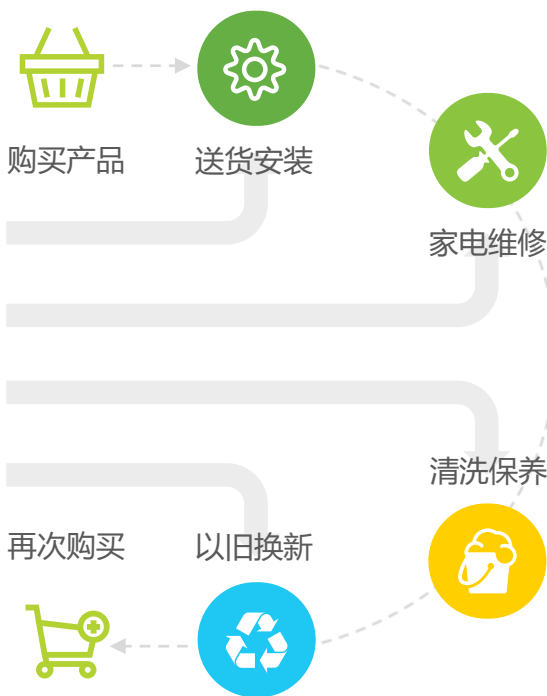 购买产品
送货安装
家电维修
清洗保养
再次购买
以旧换新